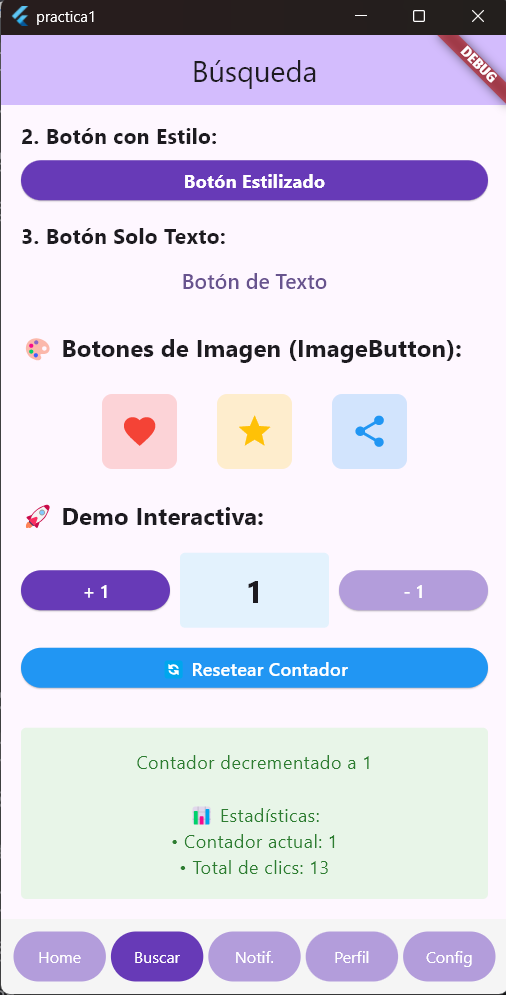 practica1
Búsqueda
DEBUG
2. Botón con Estilo:
Botón Estilizado
3. Botón Solo Texto:
Botón de Texto
🎨 Botones de Imagen (ImageButton):
🚀 Demo Interactiva:
+ 1
1
- 1
🔄 Resetear Contador
Contador decrementado a 1
📊 Estadísticas:
• Contador actual: 1
• Total de clics: 13
Home
Buscar
Notif.
Perfil
Config